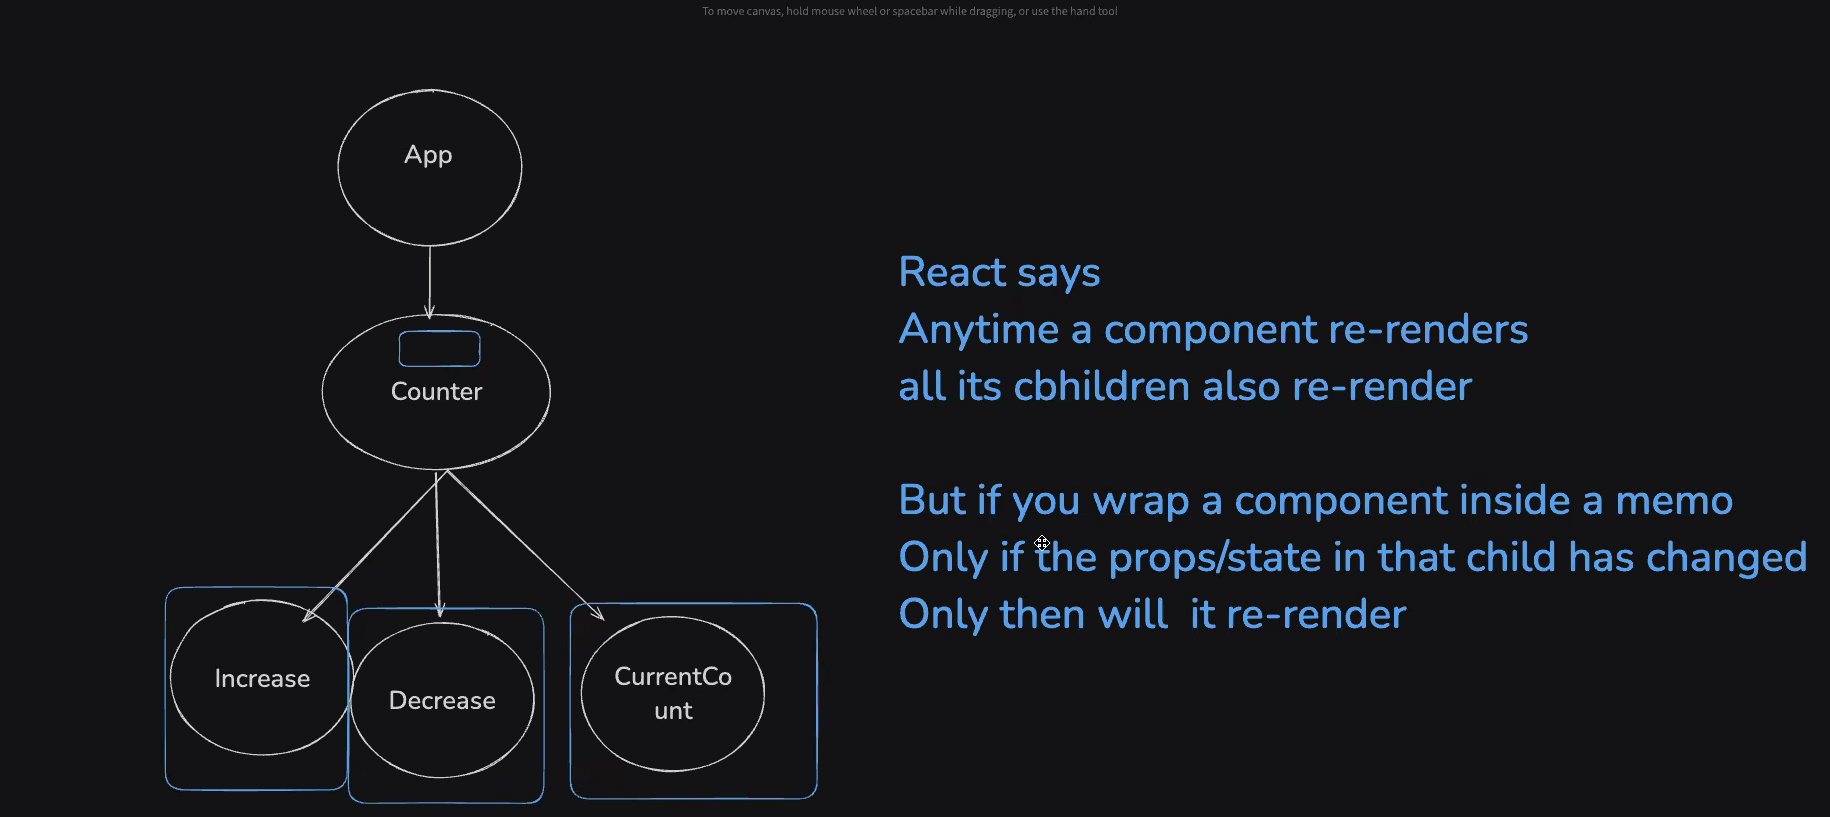 To move canvas, hold mouse wheel or spacebar while dragging, or use the hand tool
App
Counter
Increase
Decrease
CurrentCo
unt
React says
Anytime a component re-renders
all its cbhildren also re-render
But if you wrap a component inside a memo
Only if the props/state in that child has changed
Only then will  it re-render